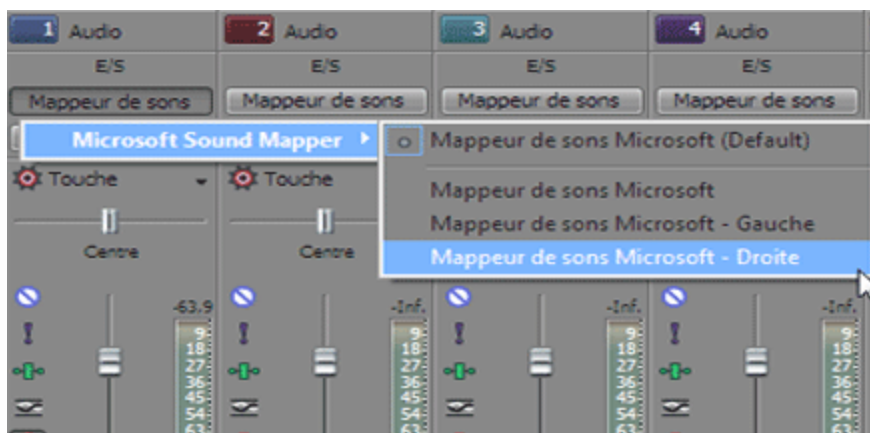 1 Audio 2 Audio 3 Audio 4 Audio
E/S E/S E/S E/S
Mappeur de sons Mappeur de sons Mappeur de sons Mappeur de sons
Microsoft Sound Mapper Mappeur de sons Microsoft (Default)
Touche Touche Mappeur de sons Microsoft
Mappeur de sons Microsoft - Gauche
Centre Centre Mappeur de sons Microsoft - Droite
-63.9 -Inf. -Inf. -Inf.
9 9 9 9
18 18 18 18
27 27 27 27
36 36 36 36
45 45 45 45
54 54 54 54
63 63 63 63